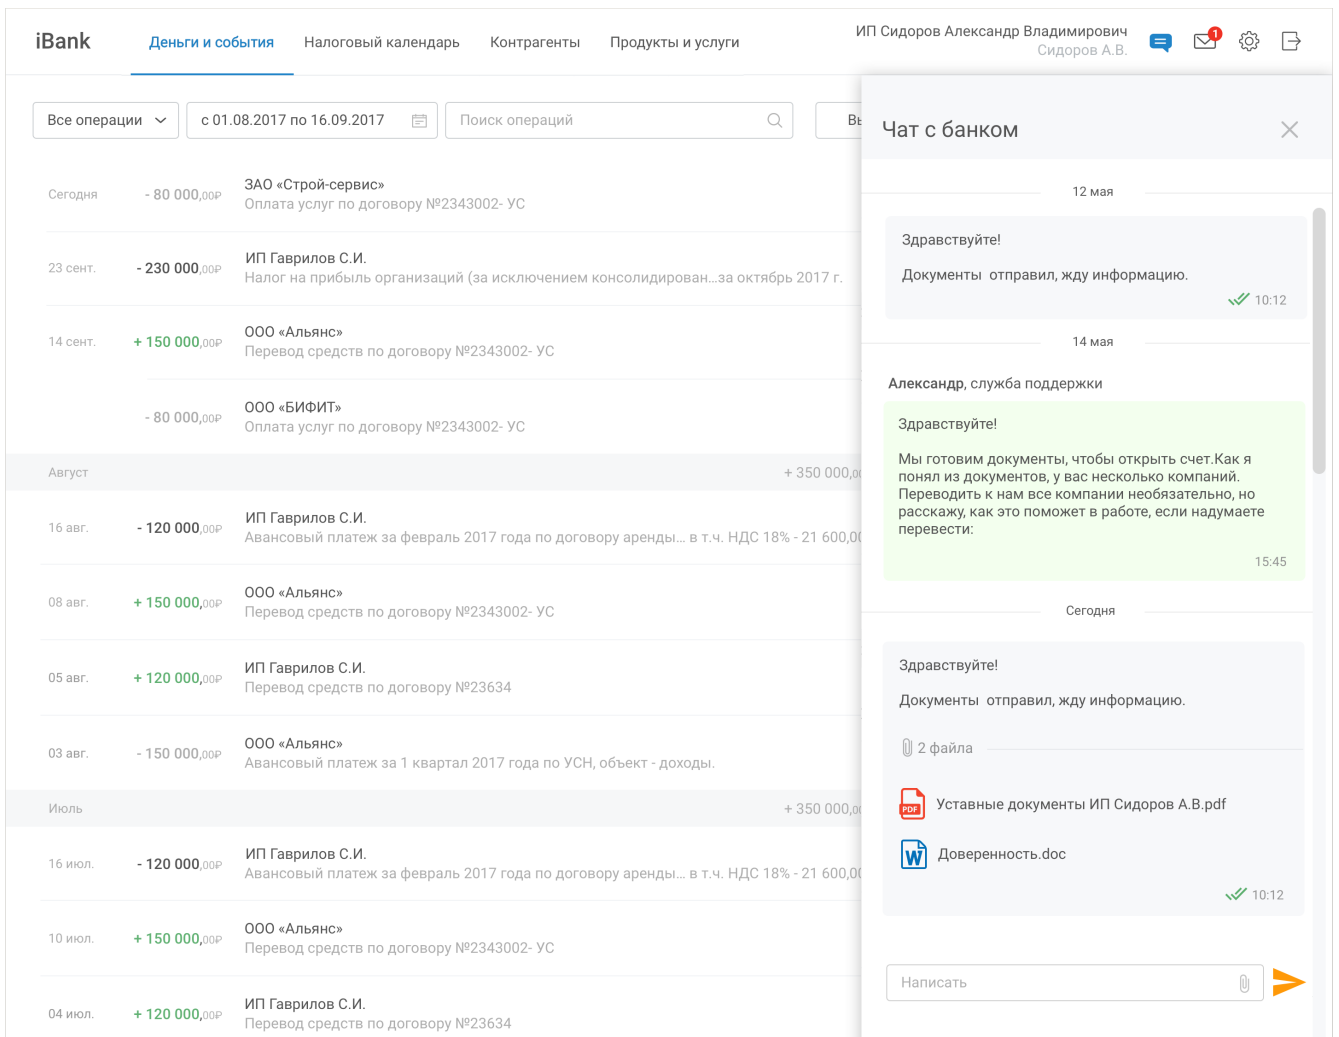 iBank
Деньги и события
Налоговый календарь
Контрагенты
Продукты и услуги
ИП Сидоров Александр Владимирович
Сидоров А.В.
1
Все операции
с 01.08.2017 по 16.09.2017
Поиск операций
Сегодня
- 80 000,00₽
ЗАО «Строй-сервис»
Оплата услуг по договору №2343002- УС
23 сент.
- 230 000,00₽
ИП Гаврилов С.И.
Налог на прибыль организаций (за исключением консолидирован...за октябрь 2017 г.
14 сент.
+ 150 000,00₽
ООО «Альянс»
Перевод средств по договору №2343002- УС
- 80 000,00₽
ООО «БИФИТ»
Оплата услуг по договору №2343002- УС
Август
+ 350 000,
16 авг.
- 120 000,00₽
ИП Гаврилов С.И.
Авансовый платеж за февраль 2017 года по договору аренды... в т.ч. НДС 18% - 21 600,00
08 авг.
+ 150 000,00₽
ООО «Альянс»
Перевод средств по договору №2343002- УС
05 авг.
+ 120 000,00₽
ИП Гаврилов С.И.
Перевод средств по договору №23634
03 авг.
- 150 000,00₽
ООО «Альянс»
Авансовый платеж за 1 квартал 2017 года по УСН, объект - доходы.
Июль
+ 350 000,
16 июл.
- 120 000,00₽
ИП Гаврилов С.И.
Авансовый платеж за февраль 2017 года по договору аренды... в т.ч. НДС 18% - 21 600,00
10 июл.
+ 150 000,00₽
ООО «Альянс»
Перевод средств по договору №2343002- УС
04 июл.
+ 120 000,00₽
ИП Гаврилов С.И.
Перевод средств по договору №23634
Чат с банком
12 мая
Здравствуйте!
Документы  отправил, жду информацию.
10:12
14 мая
Александр, служба поддержки
Здравствуйте!
Мы готовим документы, чтобы открыть счет.Как я
понял из документов, у вас несколько компаний.
Переводить к нам все компании необязательно, но
расскажу, как это поможет в работе, если надумаете
перевести:
15:45
Сегодня
Здравствуйте!
Документы  отправил, жду информацию.
2 файла
PDF
Уставные документы ИП Сидоров А.В.pdf
W
Доверенность.doc
10:12
Написать